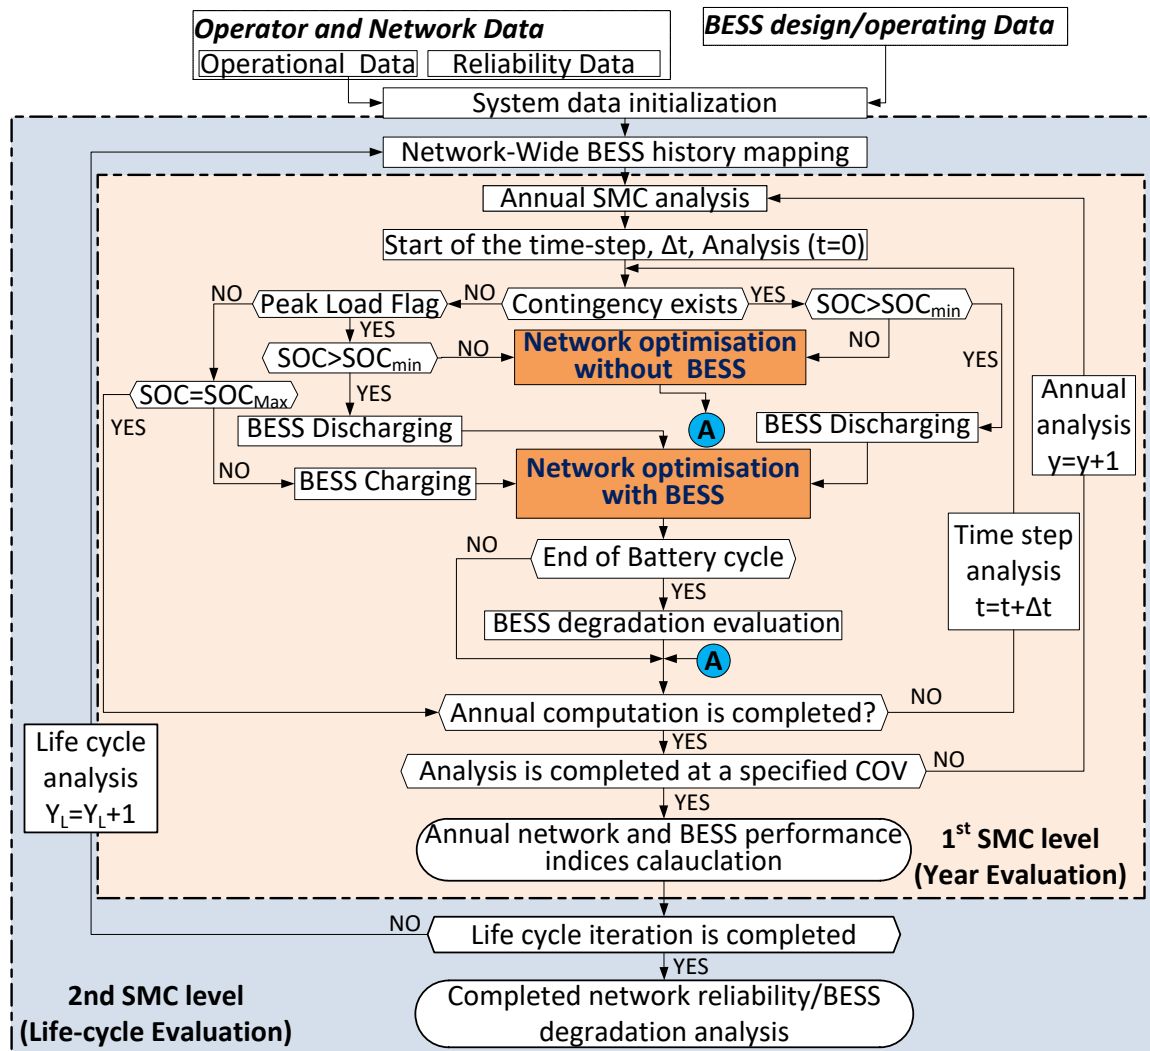 Operator and Network Data
Operational Data
Reliability Data
BESS design/operating Data
System data initialization
Network-Wide BESS history mapping
Annual SMC analysis
Start of the time-step, Δt, Analysis (t=0)
NO
Peak Load Flag
NO
Contingency exists
YES
SOC>SOCmin
YES
SOC>SOCmin
NO
Network optimisation
without BESS
NO
YES
SOC=SOCMax
YES
YES
BESS Discharging
A
BESS Discharging
Annual
analysis
y=y+1
NO
BESS Charging
Network optimisation
with BESS
Time step
analysis
t=t+Δt
NO
End of Battery cycle
YES
BESS degradation evaluation
A
Annual computation is completed?
NO
YES
Analysis is completed at a specified COV
NO
YES
Life cycle
analysis
YL=YL+1
Annual network and BESS performance
indices calauclation
1st SMC level
(Year Evaluation)
NO
Life cycle iteration is completed
YES
2nd SMC level
(Life-cycle Evaluation)
Completed network reliability/BESS
degradation analysis